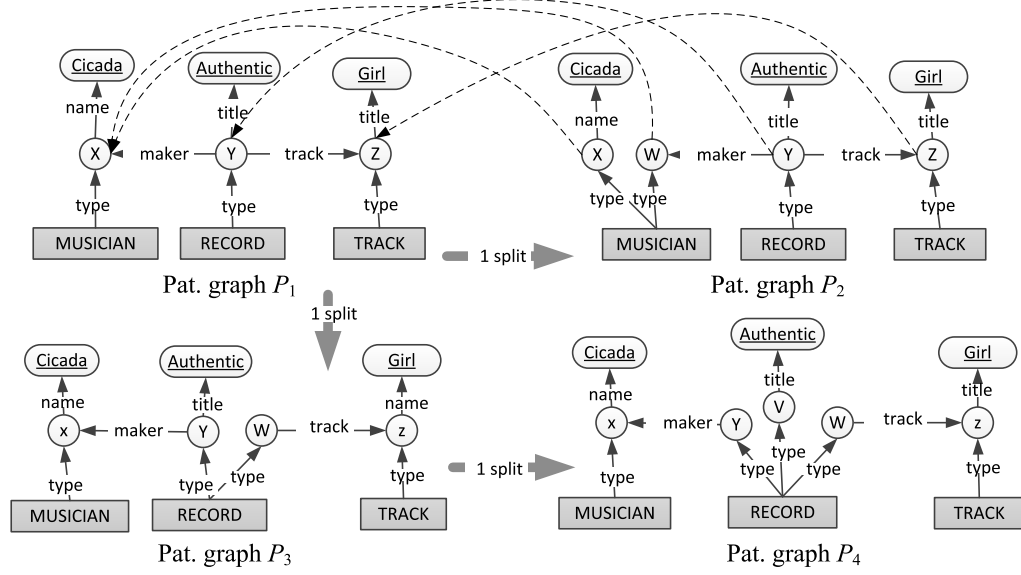 Cicada
Authentic
Girl
name
title
title
X
maker
Y
track
Z
type
type
type
MUSICIAN
RECORD
TRACK
Pat. graph P1
1 split
Cicada
Authentic
Girl
name
title
title
X
W
maker
Y
track
Z
type
type
type
type
MUSICIAN
RECORD
TRACK
Pat. graph P2
1 split
Cicada
Authentic
Girl
name
title
name
x
maker
Y
W
track
z
type
type
type
type
MUSICIAN
RECORD
TRACK
Pat. graph P3
1 split
Cicada
Authentic
Girl
name
title
title
x
maker
Y
V
W
track
z
type
type
type
type
type
MUSICIAN
RECORD
TRACK
Pat. graph P4